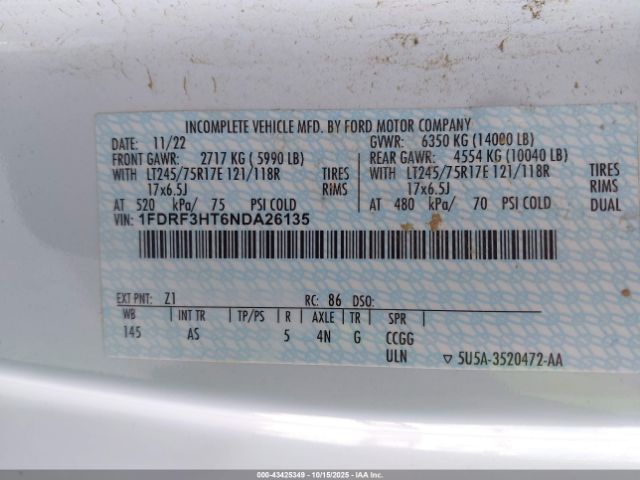 INCOMPLETE VEHICLE MFD. BY FORD MOTOR COMPANY
DATE: 11/22 GVWR: 6350 KG (14000 LB)
FRONT GAWR: 2717 KG (5990 LB) REAR GAWR: 4554 KG (10040 LB)
WITH LT245/75R17E 121/118R TIRES WITH LT245/75R17E 121/118R TIRES
17x6.5J RIMS 17x6.5J RIMS
AT 520 kPa/ 75 PSI COLD AT 480 kPa/ 70 PSI COLD DUAL
VIN: 1FDRF3HT6NDA26135
EXT PNT: Z1 RC: 86 DSO:
WB INT TR TP/PS R AXLE TR SPR
145 AS 5 4N G CCGG
ULN ▽ 5U5A-3520472-AA
000-43425349 - 10/15/2025 - IAAI, Inc.